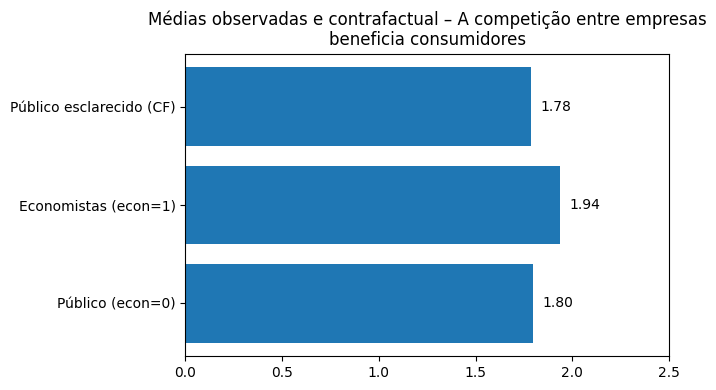 Médias observadas e contrafactual – A competição entre empresas
beneficia consumidores
Público esclarecido (CF)
1.78
Economistas (econ=1)
1.94
Público (econ=0)
1.80
0.0
0.5
1.0
1.5
2.0
2.5